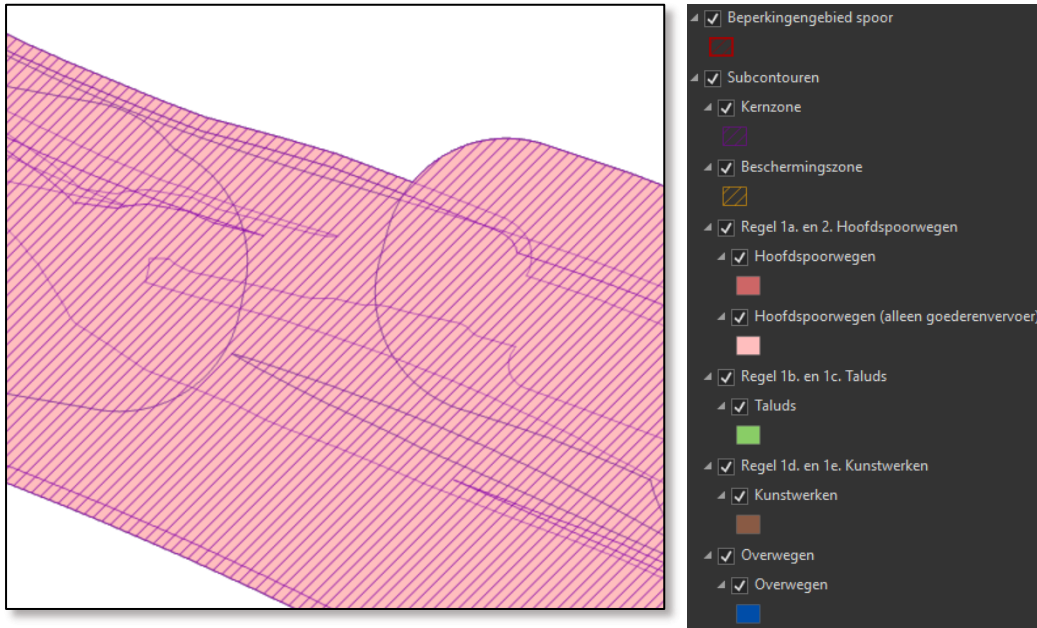 Beperkingengebied spoor
Subcontouren
Kernzone
Beschermingszone
Regel 1a. en 2. Hoofdspoorwegen
Hoofdspoorwegen
Hoofdspoorwegen (alleen goederenvervoer)
Regel 1b. en 1c. Taluds
Taluds
Regel 1d. en 1e. Kunstwerken
Kunstwerken
Overwegen
Overwegen